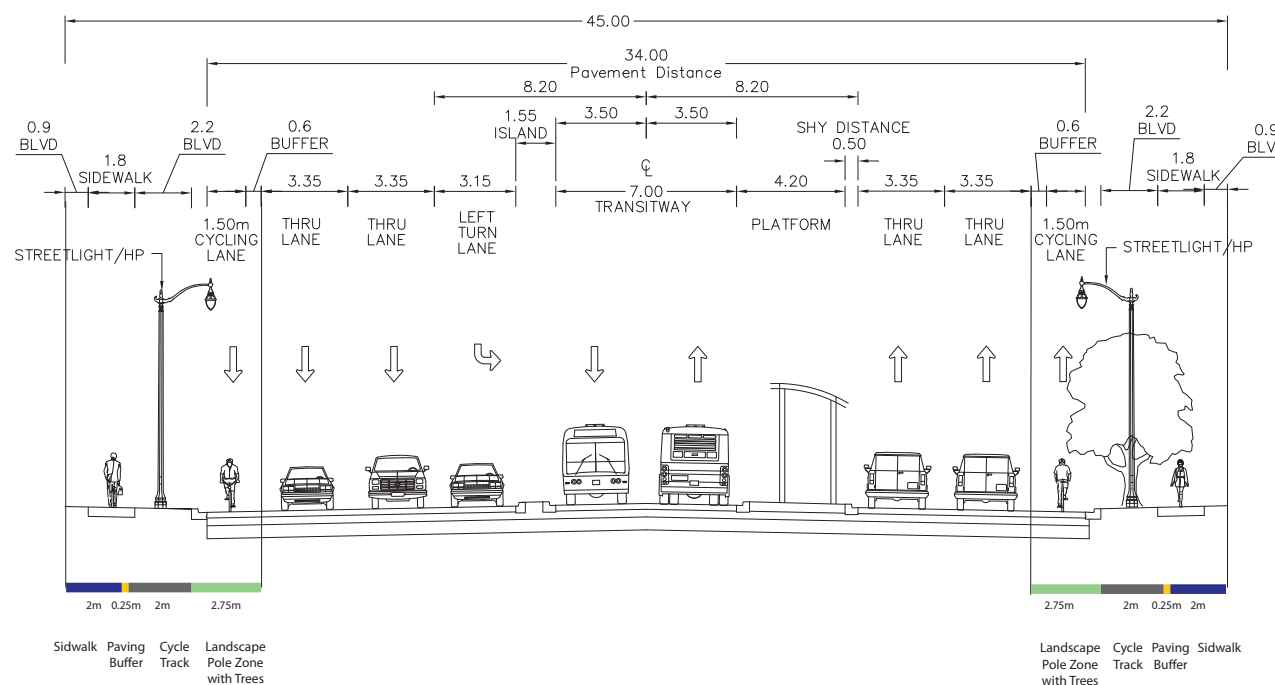 45.00
34.00
Pavement Distance
8.20
8.20
1.55
ISLAND
3.50
3.50
SHY DISTANCE
0.50
0.9
BLVD
1.8
SIDEWALK
2.2
BLVD
0.6
BUFFER
0.6
BUFFER
2.2
BLVD
1.8
SIDEWALK
0.9
BLV
3.35
3.35
3.15
℄
7.00
TRANSITWAY
4.20
3.35
3.35
1.50m
CYCLING
LANE
THRU
LANE
THRU
LANE
LEFT
TURN
LANE
PLATFORM
THRU
LANE
THRU
LANE
1.50m
CYCLING
LANE
STREETLIGHT/HP
STREETLIGHT/HP
2m 0.25m 2m 2.75m
2.75m 2m 0.25m 2m
Sidwalk
Paving
Buffer
Cycle
Track
Landscape
Pole Zone
with Trees
Landscape
Pole Zone
with Trees
Cycle
Track
Paving
Buffer
Sidwalk